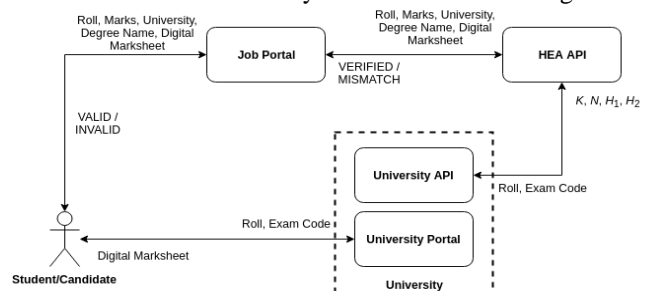 Roll, Marks, University,
Degree Name, Digital
Marksheet
Job Portal
Roll, Marks, University,
Degree Name, Digital
Marksheet
VERIFIED /
MISMATCH
HEA API
K, N, H1, H2
VALID /
INVALID
University API
Roll, Exam Code
Roll, Exam Code
University Portal
Digital Marksheet
Student/Candidate
University